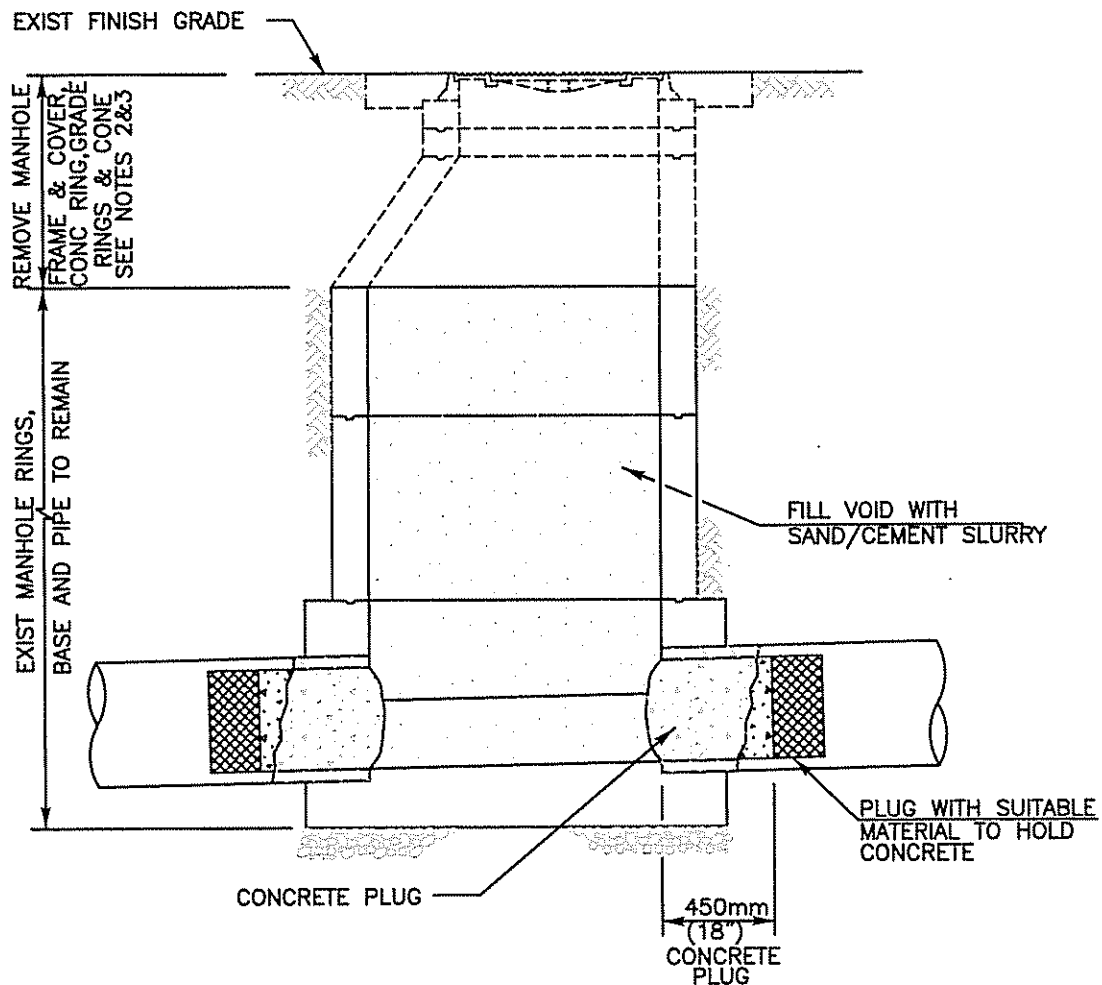 EXIST FINISH GRADE
REMOVE MANHOLE
FRAME & COVER,
CONC RING,GRADE
RINGS & CONE
SEE NOTES 2&3
EXIST MANHOLE RINGS,
BASE AND PIPE TO REMAIN
FILL VOID WITH
SAND/CEMENT SLURRY
PLUG WITH SUITABLE
MATERIAL TO HOLD
CONCRETE
CONCRETE PLUG
450mm
(18")
CONCRETE
PLUG